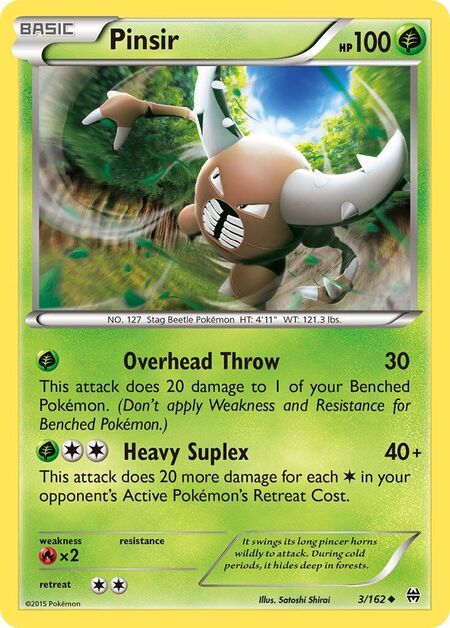 BASIC
Pinsir
HP100
NO. 127 Stag Beetle Pokémon HT: 4'11" WT: 121.3 lbs.
Overhead Throw 30
This attack does 20 damage to 1 of your Benched
Pokémon. (Don't apply Weakness and Resistance for
Benched Pokémon.)
Heavy Suplex 40+
This attack does 20 more damage for each in your
opponent's Active Pokémon's Retreat Cost.
weakness resistance
×2
It swings its long pincer horns
wildly to attack. During cold
periods, it hides deep in forests.
retreat
©2015 Pokémon
Illus. Satoshi Shirai
3/162